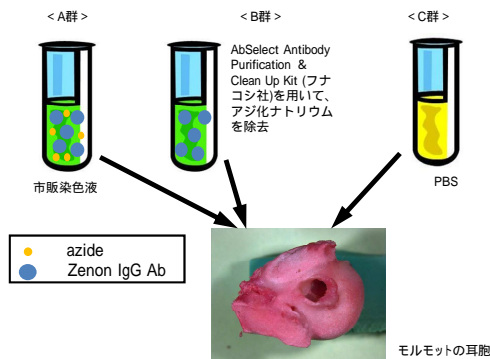 ＜A群＞
＜B群＞
＜C群＞
AbSelect Antibody
Purification &
Clean Up Kit (フナ
コシ社)を用いて、
アジ化ナトリウム
を除去
市販染色液
PBS
azide
Zenon IgG Ab
モルモットの耳胞